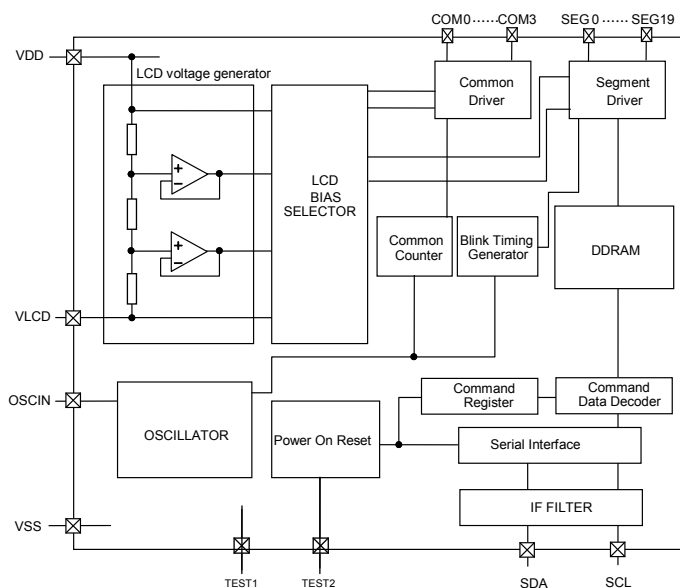 COM0 ...... COM3
SEG0 ...... SEG19
VDD
LCD voltage generator
Common
Driver
Segment
Driver
+
−
LCD
BIAS
SELECTOR
+
−
Common
Counter
Blink Timing
Generator
DDRAM
VLCD
OSCIN
OSCILLATOR
Power On Reset
Command
Register
Command
Data Decoder
Serial Interface
IF FILTER
VSS
TEST1
TEST2
SDA
SCL